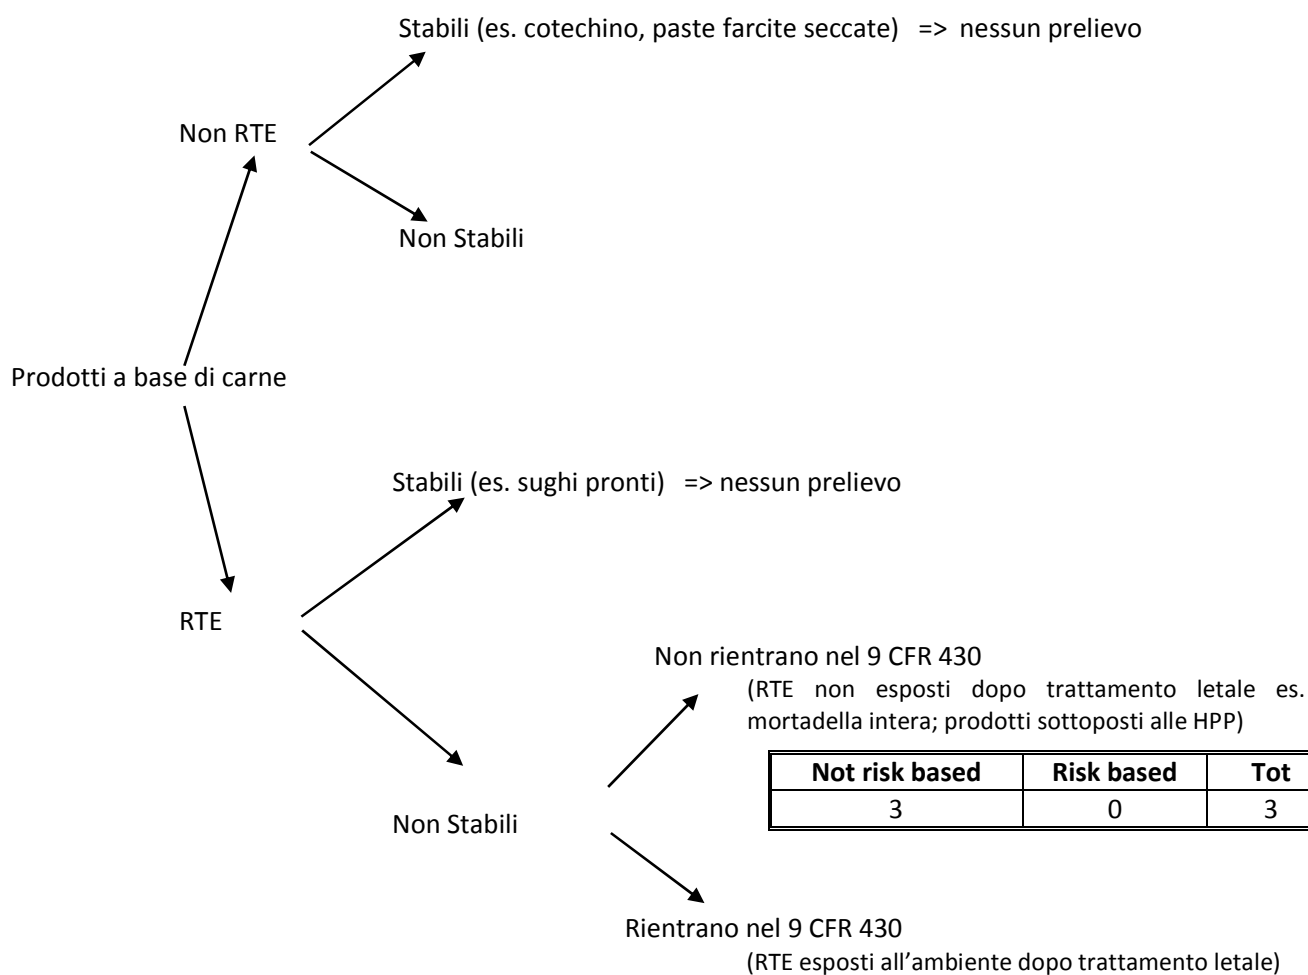 Stabili (es. cotechino, paste farcite seccate) => nessun prelievo
Non RTE
Non Stabili
Prodotti a base di carne
Stabili (es. sughi pronti) => nessun prelievo
RTE
Non rientrano nel 9 CFR 430
(RTE non esposti dopo trattamento letale es.
mortadella intera; prodotti sottoposti alle HPP)
Not risk based Risk based Tot
3 0 3
Non Stabili
Rientrano nel 9 CFR 430
(RTE esposti all'ambiente dopo trattamento letale)